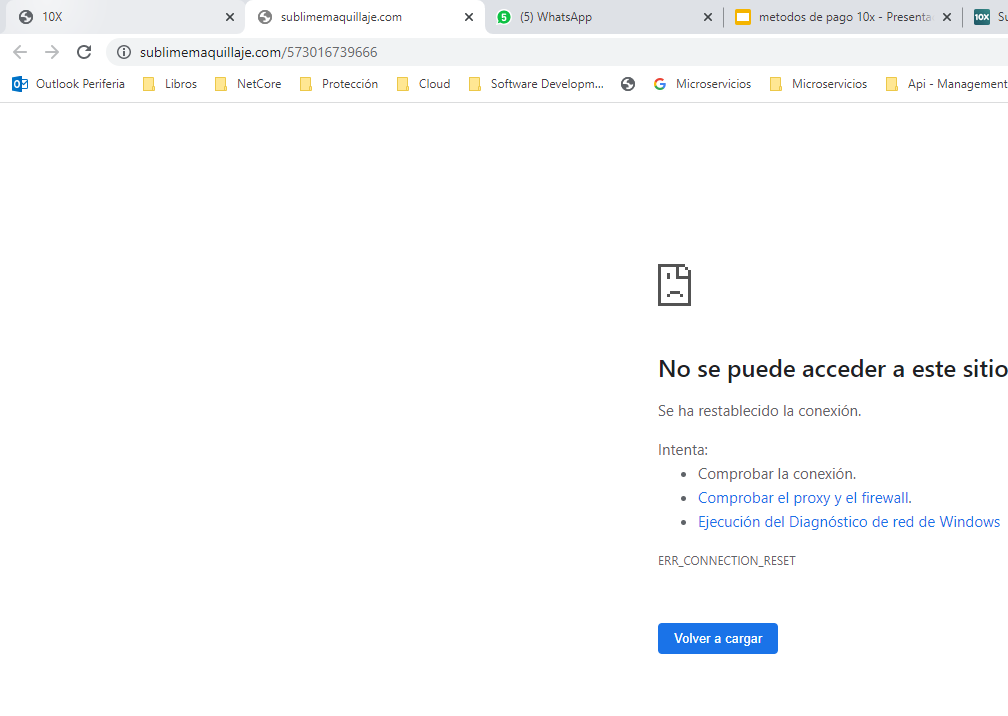 10X
sublimemaquillaje.com
5 (5) WhatsApp
metodos de pago 10x - Presenta
10X Su
sublimemaquillaje.com/573016739666
Outlook Periferia
Libros
NetCore
Protección
Cloud
Software Developm...
G Microservicios
Microservicios
Api - Management
No se puede acceder a este sitio
Se ha restablecido la conexión.
Intenta:
• Comprobar la conexión.
• Comprobar el proxy y el firewall.
• Ejecución del Diagnóstico de red de Windows
ERR_CONNECTION_RESET
Volver a cargar